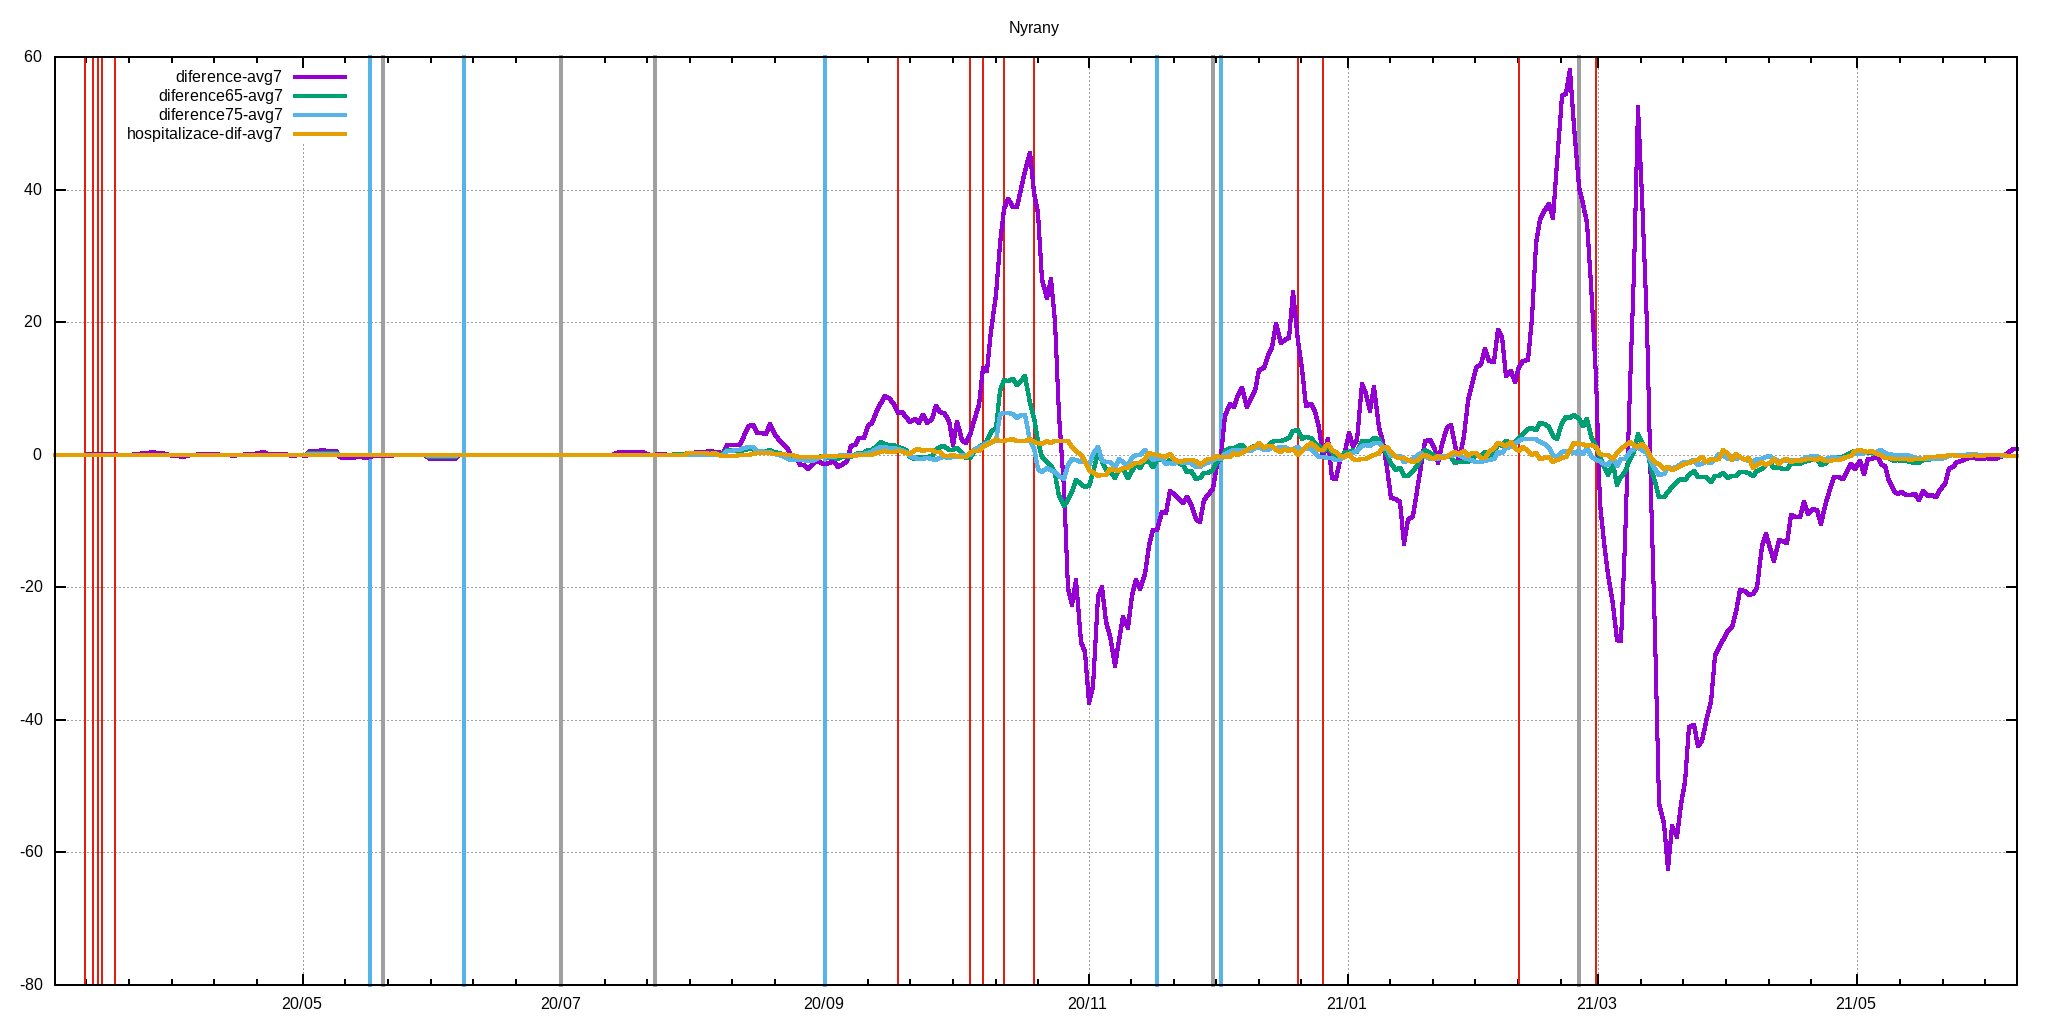 Nyrany
diference-avg7
diference65-avg7
diference75-avg7
hospitalizace-dif-avg7
60
40
20
0
-20
-40
-60
-80
20/05 20/07 20/09 20/11 21/01 21/03 21/05